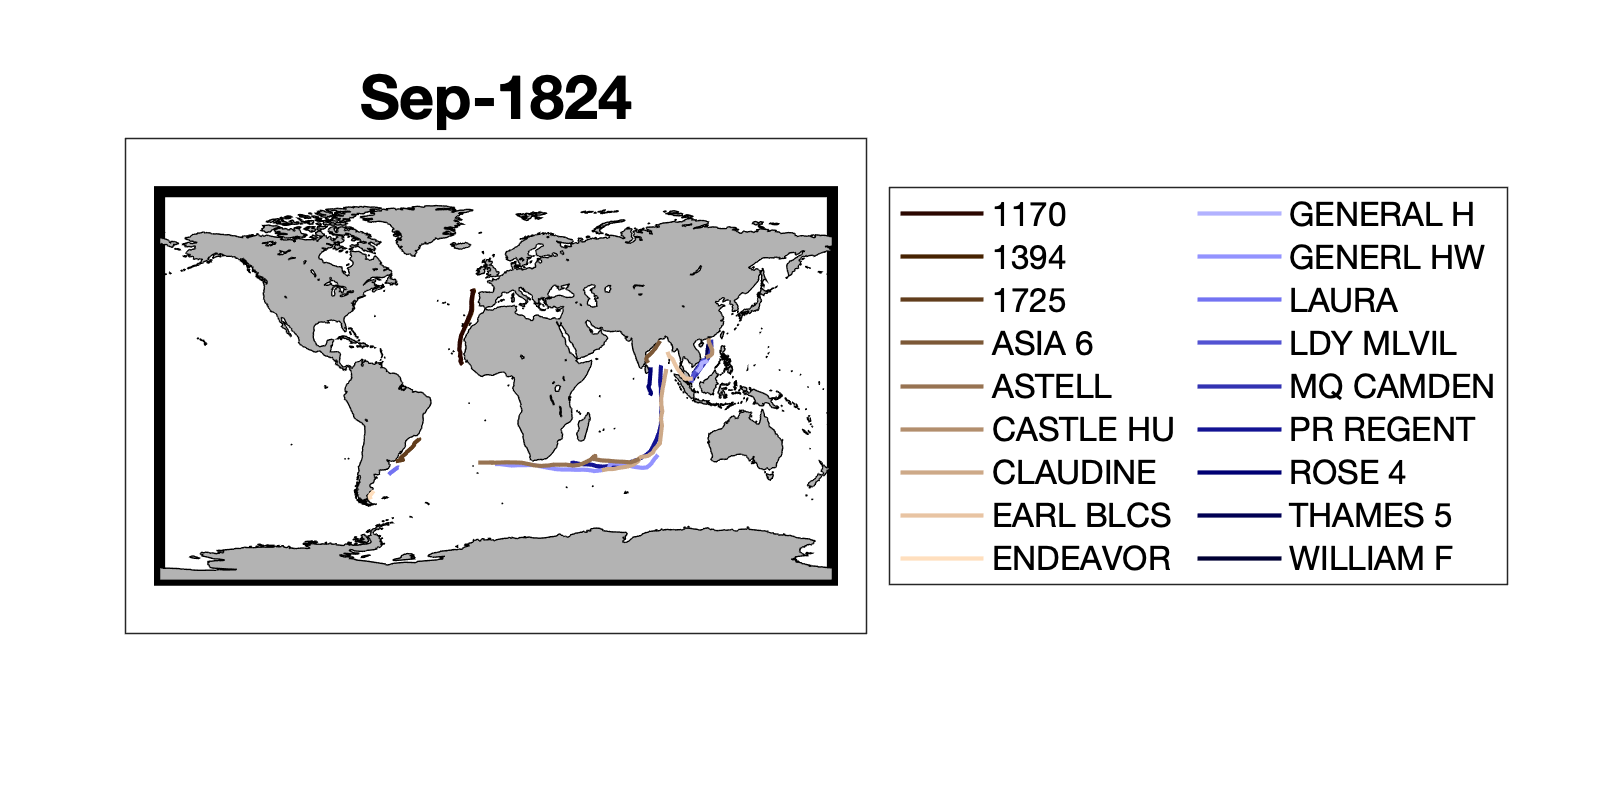 Sep-1824
1170
1394
1725
ASIA 6
ASTELL
CASTLE HU
CLAUDINE
EARL BLCS
ENDEAVOR
GENERAL H
GENERL HW
LAURA
LDY MLVIL
MQ CAMDEN
PR REGENT
ROSE 4
THAMES 5
WILLIAM F